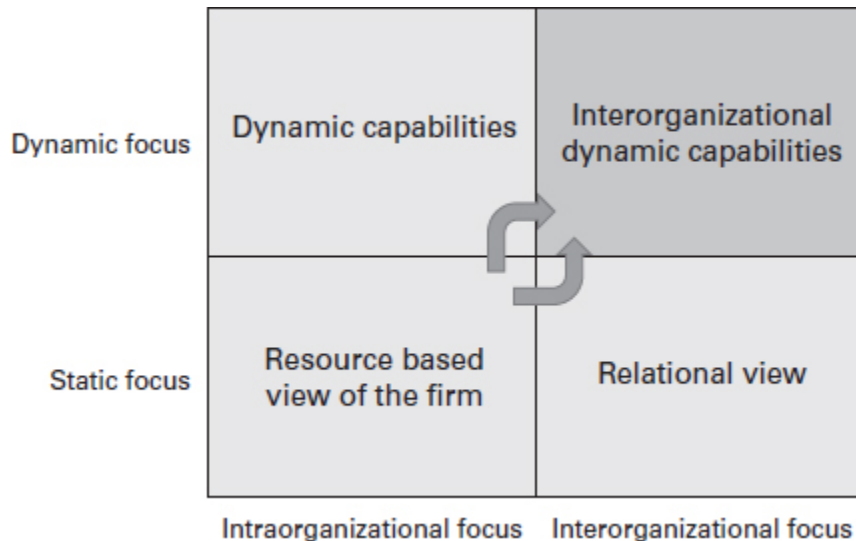 Dynamic focus
Dynamic capabilities
Interorganizational
dynamic capabilities
Static focus
Resource based
view of the firm
Relational view
Intraorganizational focus
Interorganizational focus